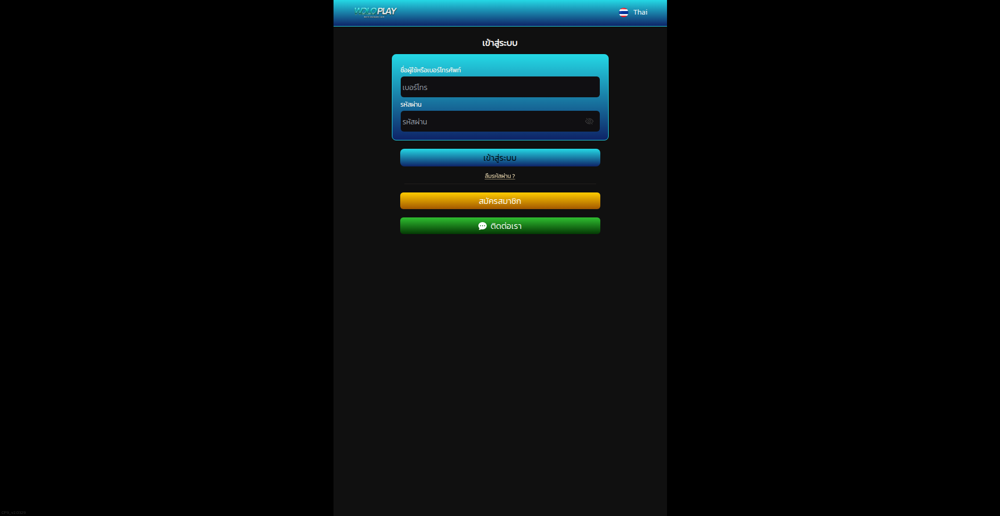 WOLO PLAY
Thai
เข้าสู่ระบบ
ชื่อผู้ใช้หรือเบอร์โทรศัพท์
เบอร์โทร
รหัสผ่าน
รหัสผ่าน
เข้าสู่ระบบ
ลืมรหัสผ่าน ?
สมัครสมาชิก
ติดต่อเรา